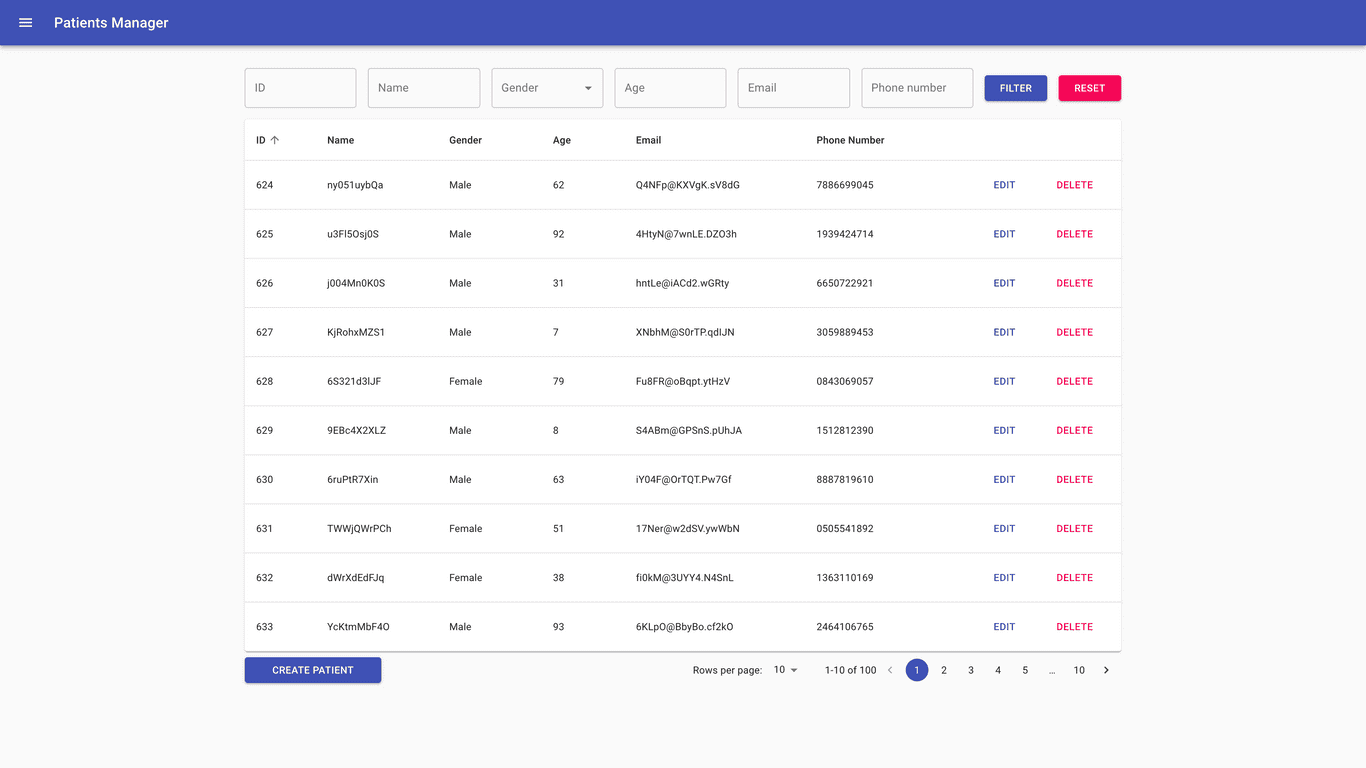 Patients Manager
ID Name Gender Age Email Phone number FILTER RESET
ID Name Gender Age Email Phone Number
624 ny051uybQa Male 62 Q4NFp@KXVgK.sV8dG 7886699045 EDIT DELETE
625 u3Fl5Osj0S Male 92 4HtyN@7wnLE.DZO3h 1939424714 EDIT DELETE
626 j004Mn0K0S Male 31 hntLe@iACd2.wGRty 6650722921 EDIT DELETE
627 KjRohxMZS1 Male 7 XNbhM@S0rTP.qdIJN 3059889453 EDIT DELETE
628 6S321d3IJF Female 79 Fu8FR@oBqpt.ytHzV 0843069057 EDIT DELETE
629 9EBc4X2XLZ Male 8 S4ABm@GPSnS.pUhJA 1512812390 EDIT DELETE
630 6ruPtR7Xin Male 63 iY04F@OrTQT.Pw7Gf 8887819610 EDIT DELETE
631 TWWjQWrPCh Female 51 17Ner@w2dSV.ywWbN 0505541892 EDIT DELETE
632 dWrXdEdFJq Female 38 fi0kM@3UYY4.N4SnL 1363110169 EDIT DELETE
633 YcKtmMbF4O Male 93 6KLpO@BbyBo.cf2kO 2464106765 EDIT DELETE
CREATE PATIENT Rows per page: 10 1-10 of 100 1 2 3 4 5 … 10